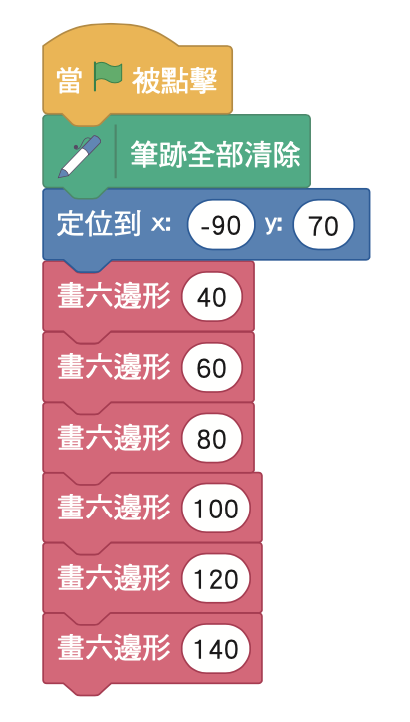 當 被點擊
筆跡全部清除
定位到 x: -90 y: 70
畫六邊形 40
畫六邊形 60
畫六邊形 80
畫六邊形 100
畫六邊形 120
畫六邊形 140